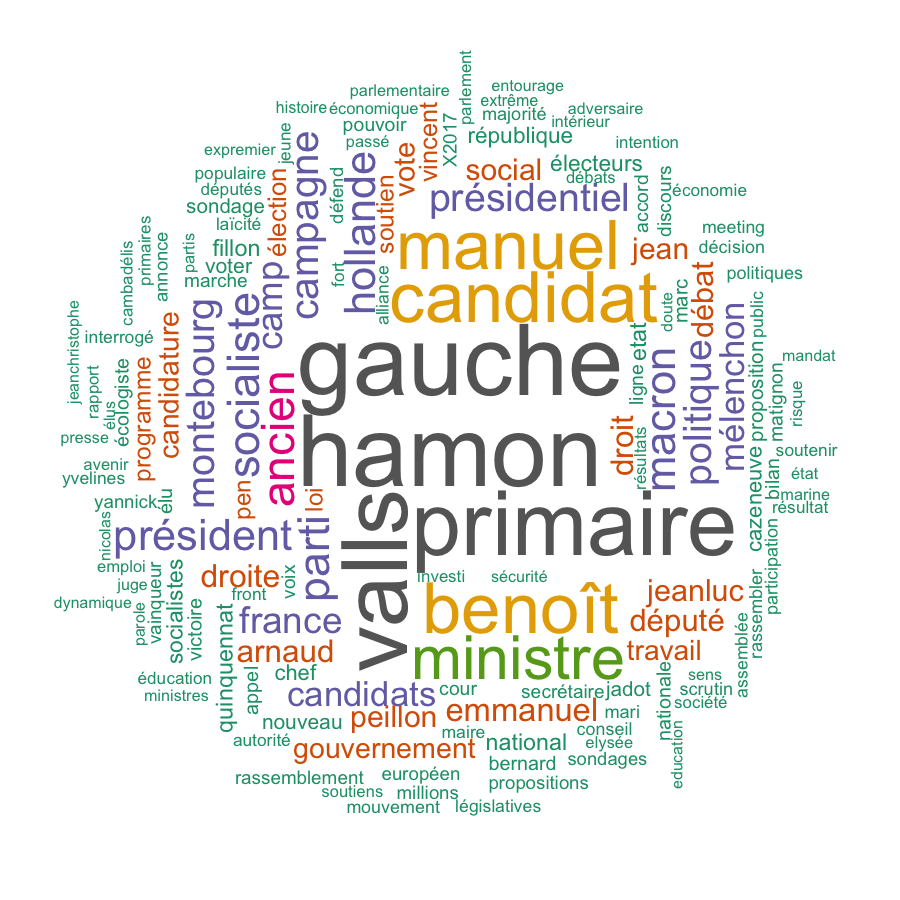 parlement
parlementaire
entourage
histoire
économique
extrême
adversaire
majorité
intérieur
pouvoir
vincent
X2017
république
intention
jeune
campagne
passé
vote
expremier
hollande
social
électeurs
populaire
élection
défend
soutien
débats
accord
discours
économie
députés
présidentiel
sondage
laïcité
manuel
meeting
primaires
partis
fillon
jean
décision
cambadélis
annonce
voter
camp
fort
alliance
candidat
marc
débat
politiques
marche
doute
jeanchristophe
interrogé
montebourg
socialiste
gauche
ligne
etat
macron
politique
mélenchon
proposition
public
mandat
rapport
élus
écologiste
programme
candidature
ancien
hamon
droit
résultats
matignon
risque
presse
avenir
yvelines
bilan
soutenir
état
yannick
élu
pen
loi
valls
primaire
cazeneuve
marine
résultat
nicolas
président
parti
participation
emploi
droite
voix
investi
sécurité
juge
front
benoît
jeanluc
rassembler
dynamique
parole
vainqueur
socialistes
victoire
quinquennat
france
député
assemblée
arnaud
ministre
travail
éducation
appel
chef
cour
sens
ministres
candidats
secrétaire
jadot
nationale
scrutin
société
nouveau
peillon
emmanuel
mari
autorité
maire
conseil
gouvernement
national
elysée
bernard
sondages
education
rassemblement
européen
propositions
soutiens
millions
mouvement
législatives